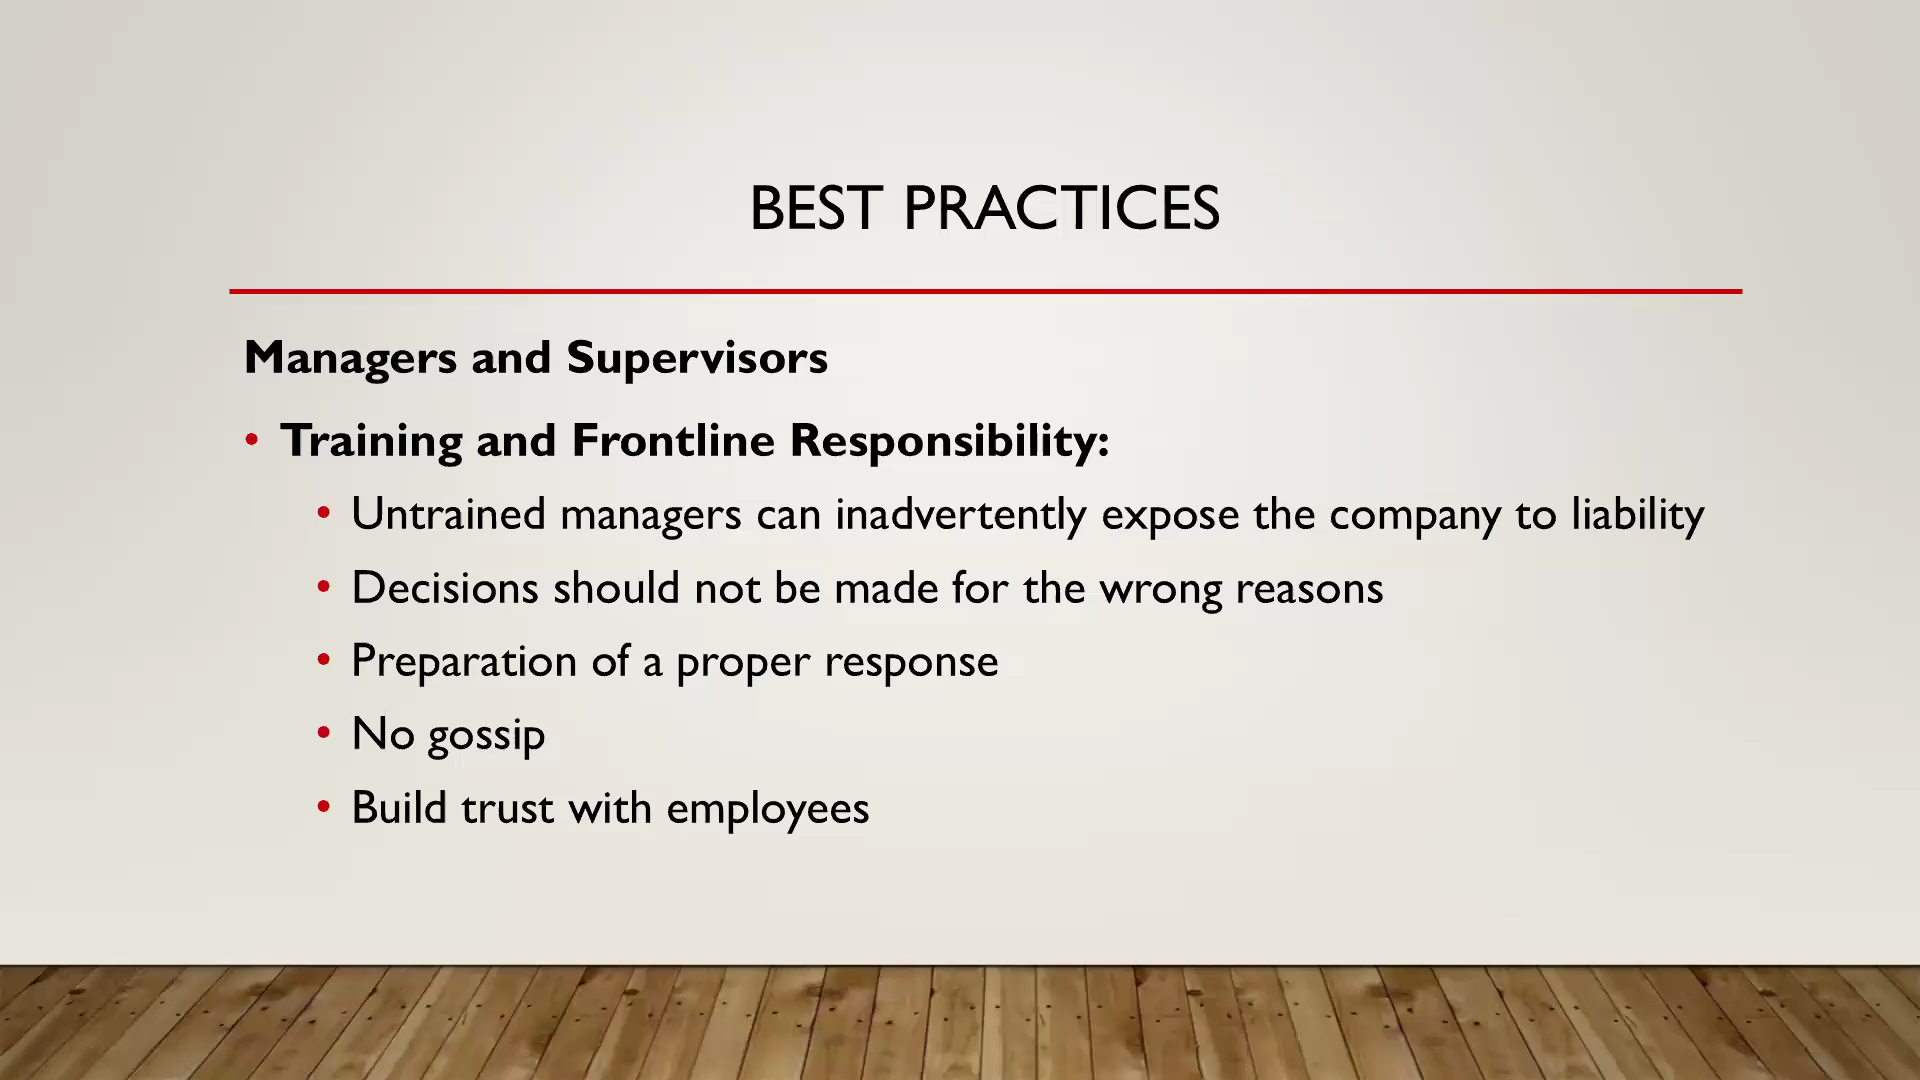 BEST PRACTICES
Managers and Supervisors
• Training and Frontline Responsibility:
• Untrained managers can inadvertently expose the company to liability
• Decisions should not be made for the wrong reasons
• Preparation of a proper response
• No gossip
• Build trust with employees